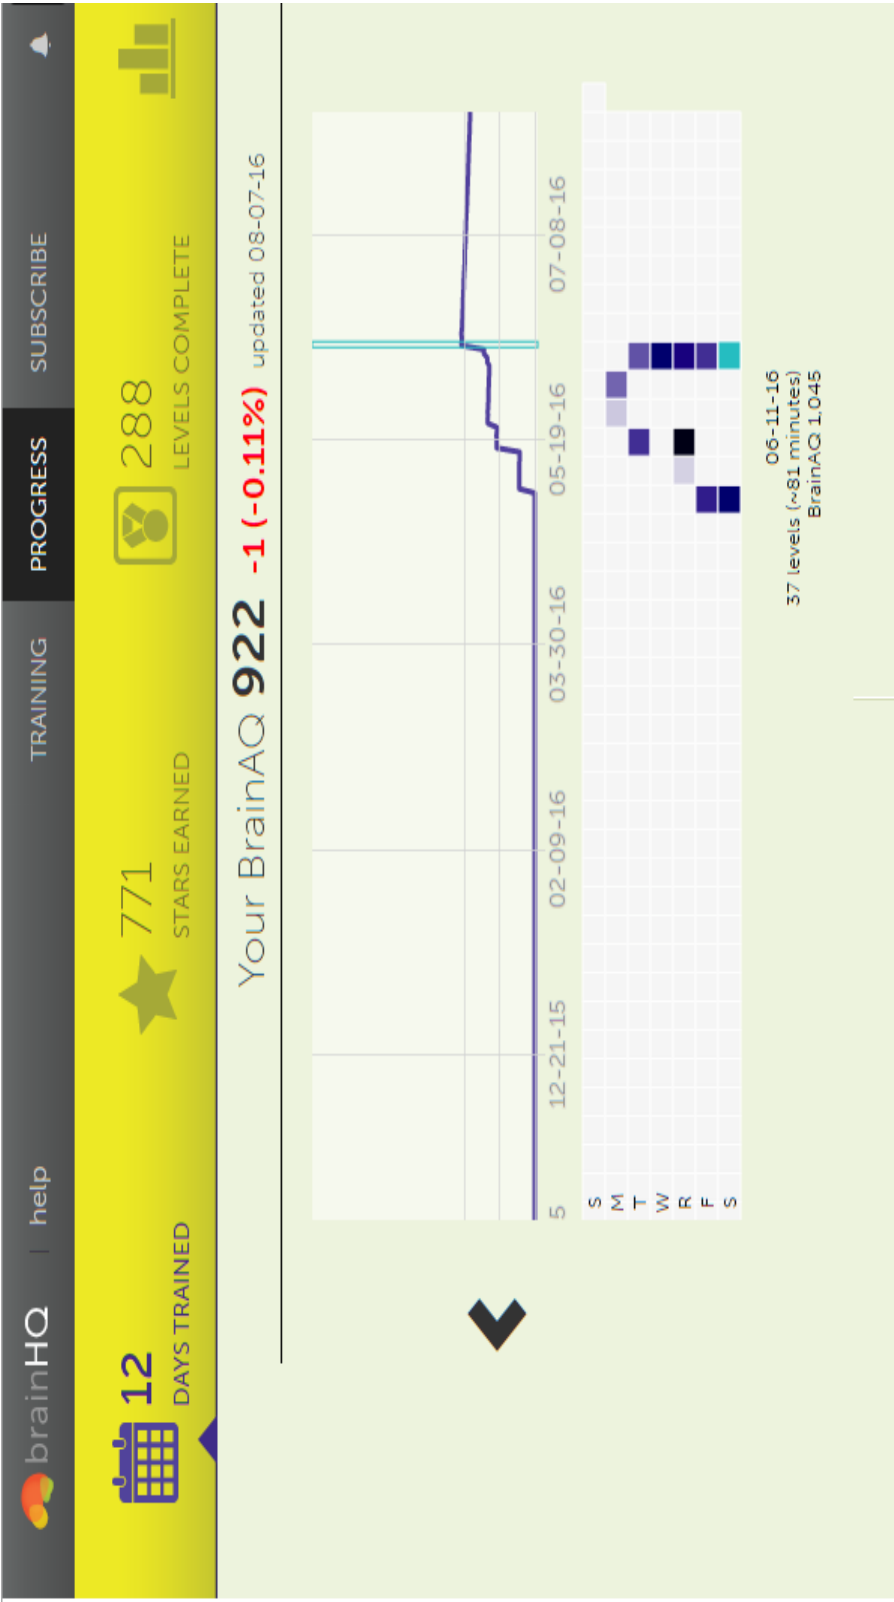 brainHQ | help TRAINING PROGRESS SUBSCRIBE
12 771 288
DAYS TRAINED STARS EARNED LEVELS COMPLETE
Your BrainAQ 922 -1 (-0.11%) updated 08-07-16
5 12-21-15 02-09-16 03-30-16 05-19-16 07-08-16
S
M
T
W
R
F
S
06-11-16
37 levels (~81 minutes)
BrainAQ 1,045